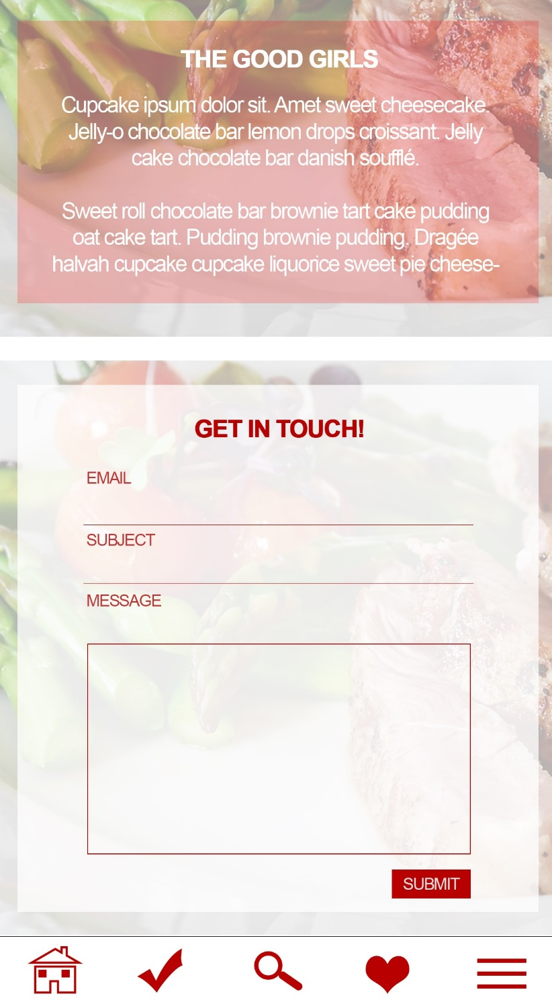 THE GOOD GIRLS
Cupcake ipsum dolor sit. Amet sweet cheesecake.
Jelly-o chocolate bar lemon drops croissant. Jelly
cake chocolate bar danish soufflé.
Sweet roll chocolate bar brownie tart cake pudding
oat cake tart. Pudding brownie pudding. Dragée
halvah cupcake cupcake liquorice sweet pie cheese-
GET IN TOUCH!
EMAIL
SUBJECT
MESSAGE
SUBMIT